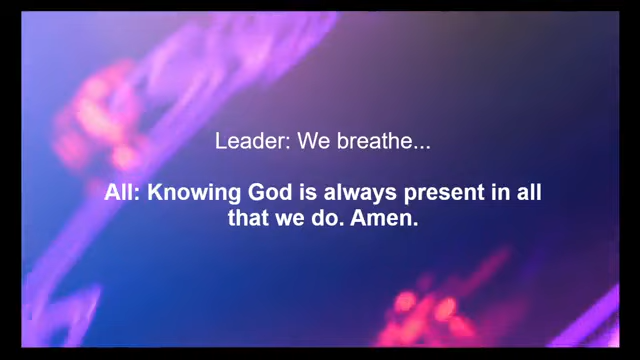 Leader: We breathe...
All: Knowing God is always present in all
that we do. Amen.